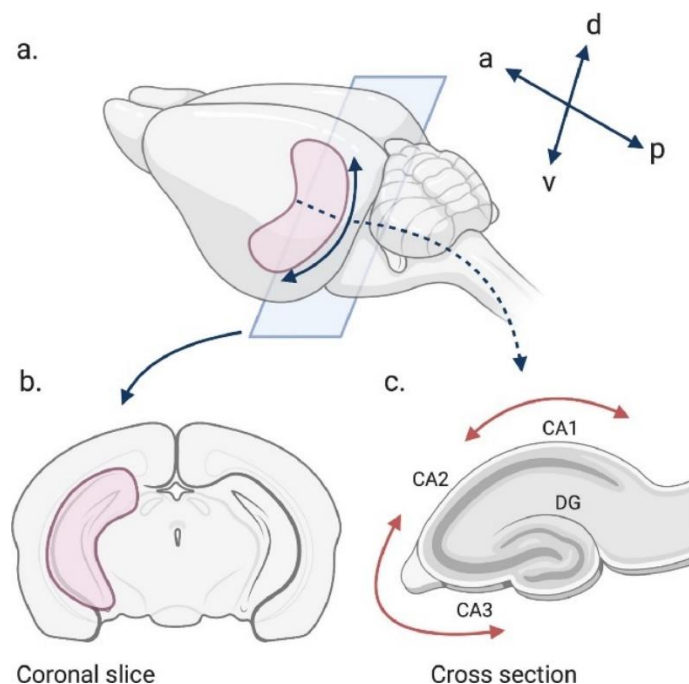 a.
d
a
p
v
b.
c.
CA1
CA2
DG
CA3
Coronal slice
Cross section